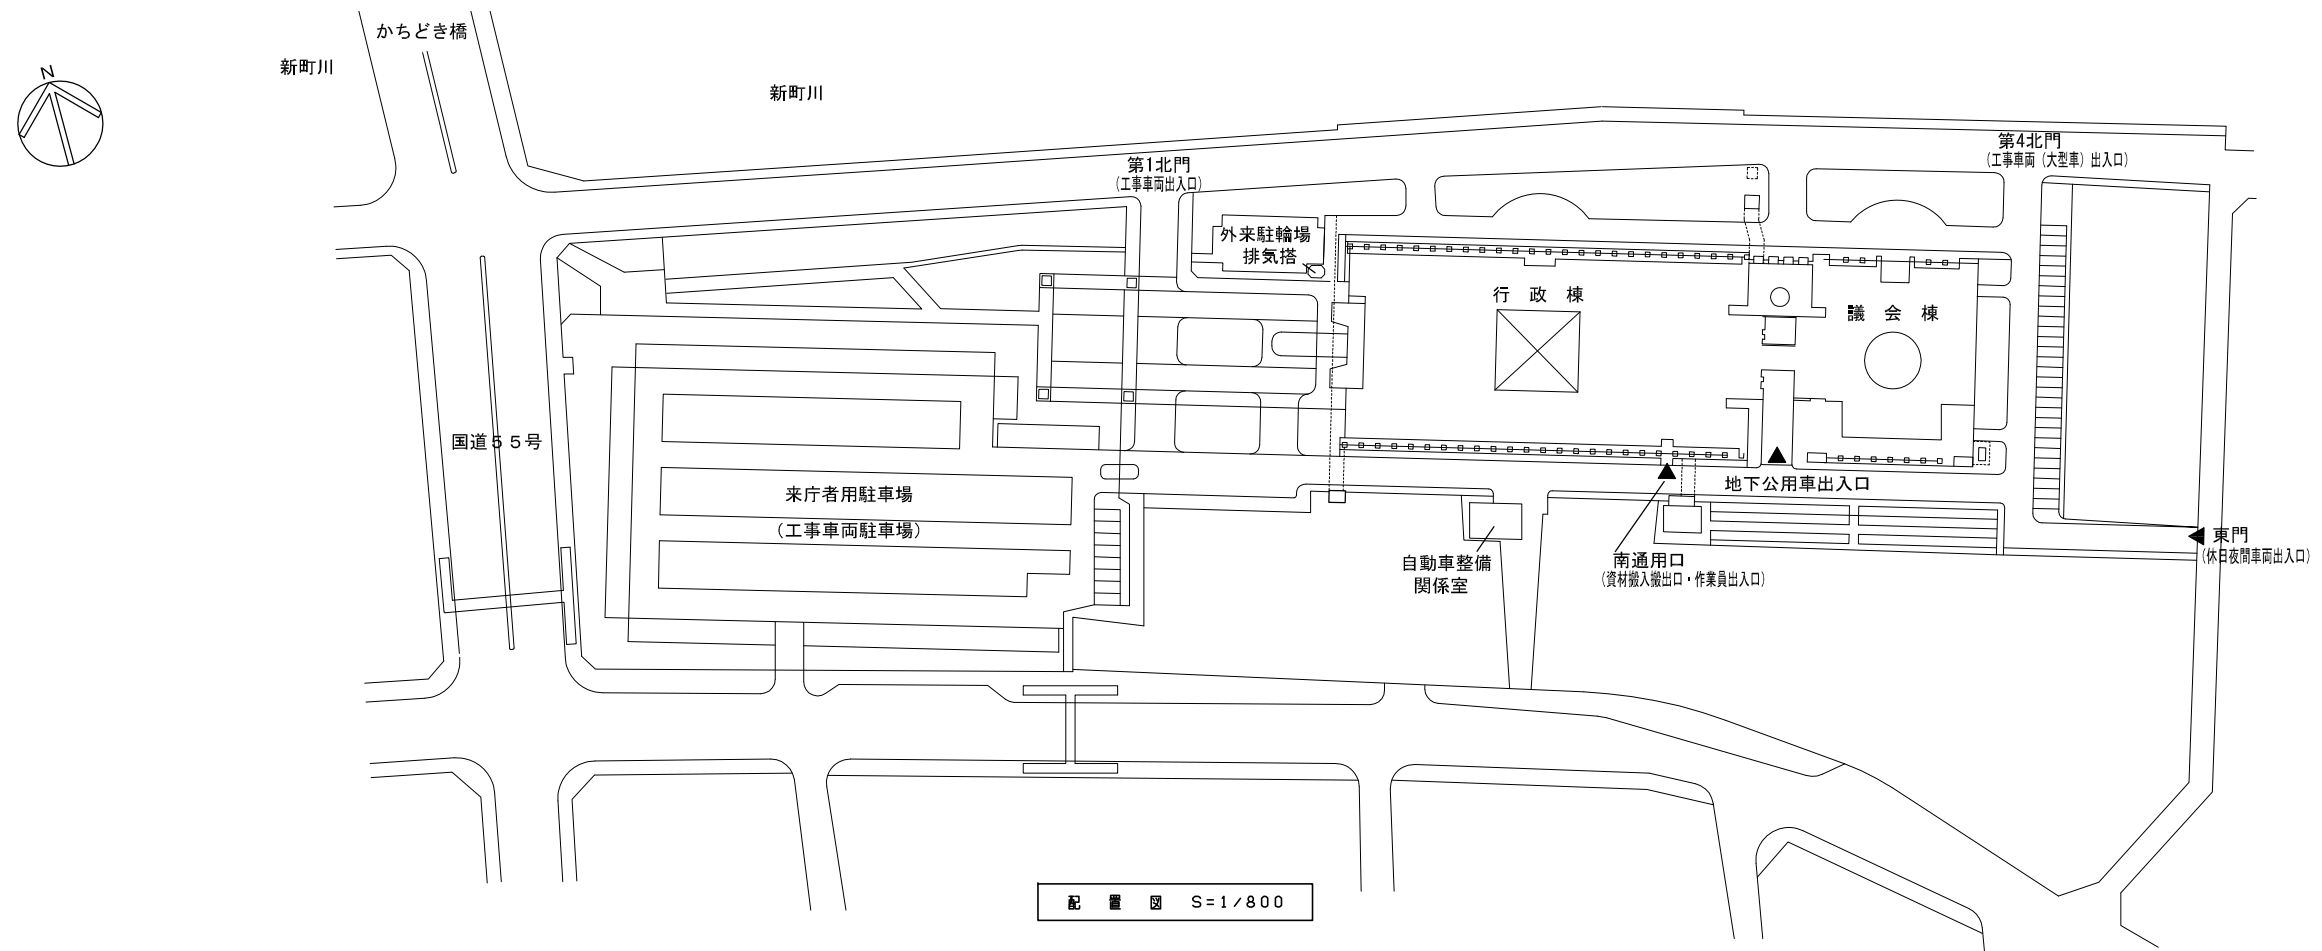 かちどき橋
N
新町川
新町川
第4北門
(工事車両(大型車)出入口)
第1北門
(工事車両出入口)
外来駐輪場
排気搭
行 政 棟
議 会 棟
国道55号
地下公用車出入口
来庁者用駐車場
(工事車両駐車場)
東門
(休日夜間車両出入口)
自動車整備
関係室
南通用口
(資材搬入搬出口・作業員出入口)
配 置 図 S=1/800